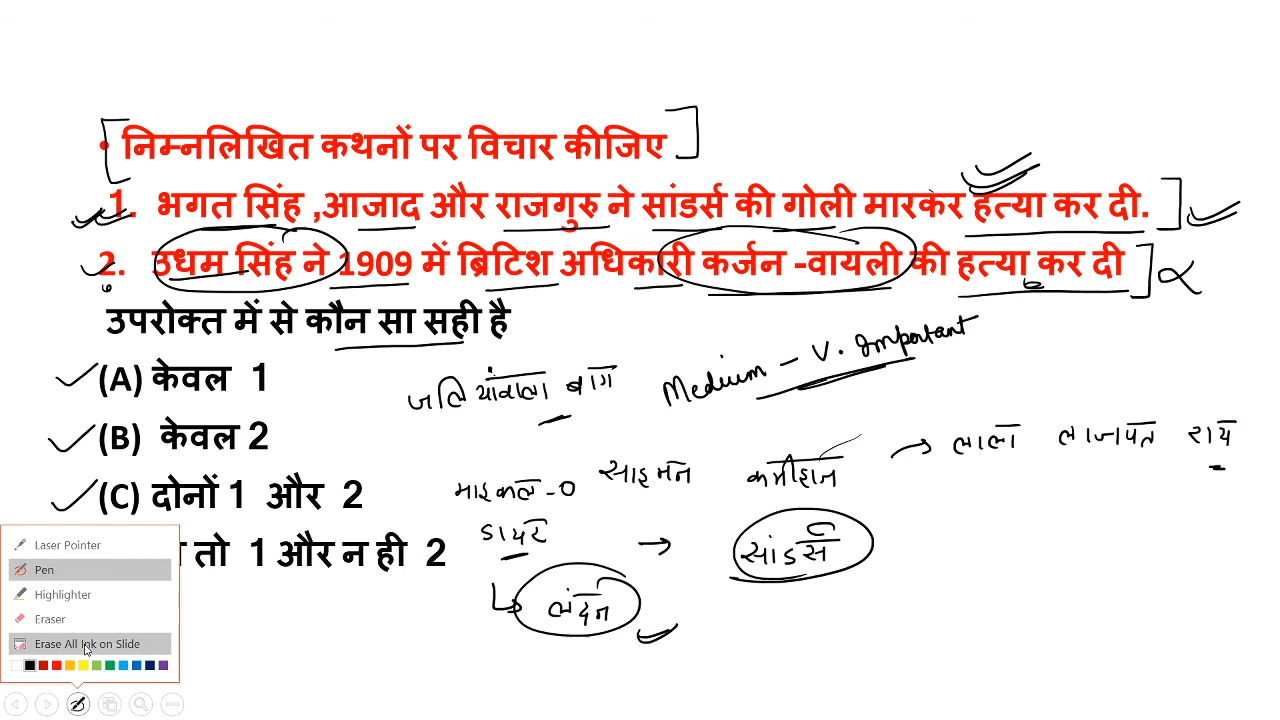 • निम्नलिखित कथनों पर विचार कीजिए
1. भगत सिंह ,आजाद और राजगुरु ने सांडर्स की गोली मारकर हत्या कर दी.
2. उधम सिंह ने 1909 में ब्रिटिश अधिकारी कर्जन -वायली की हत्या कर दी
उपरोक्त में से कौन सा सही है
(A) केवल 1
जलियांवाला बाग
Medium - V. Important
(B) केवल 2
लाला लाजपत राय
साइमन कमीशन
(C) दोनों 1 और 2
माइकल - O
डायर
सांडर्स
तो 1 और न ही 2
लंदन
Laser Pointer
Pen
Highlighter
Eraser
Erase All Ink on Slide